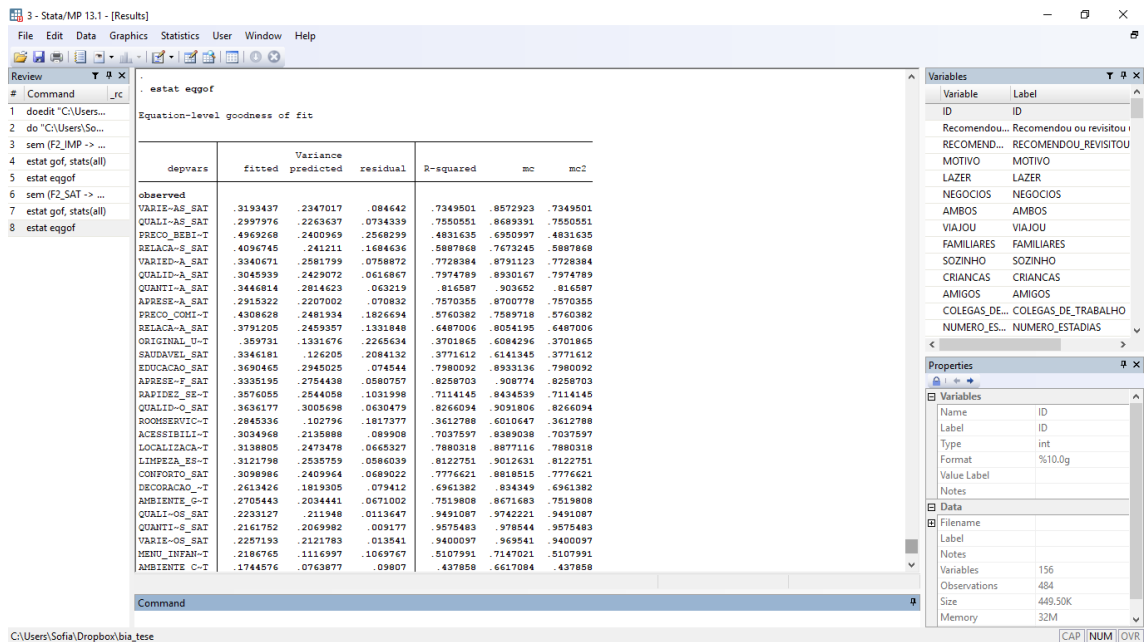 3 - Stata/MP 13.1 - [Results]
File Edit Data Graphics Statistics User Window Help
Review
# Command _rc
1 doedit "C:\Users...
2 do "C:\Users\So...
3 sem (F2_IMP -> ...
4 estat gof, stats(all)
5 estat eqgof
6 sem (F2_SAT -> ...
7 estat gof, stats(all)
8 estat eqgof
.
. estat eqgof
Equation-level goodness of fit
Variance
depvars fitted predicted residual R-squared mc mc2
observed
VARIE~AS_SAT .3193437 .2347017 .084642 .7349501 .8572923 .7349501
QUALI~AS_SAT .2997976 .2263637 .0734339 .7550551 .8689391 .7550551
PRECO_BEBI~T .4969268 .2400969 .2568299 .4831635 .6950997 .4831635
RELACA~S_SAT .4096745 .241211 .1684636 .5887868 .7673245 .5887868
VARIED~A_SAT .3340671 .2581799 .0758872 .7728384 .8791123 .7728384
QUALID~A_SAT .3045939 .2429072 .0616867 .7974789 .8930167 .7974789
QUANTI~A_SAT .3446814 .2814623 .063219 .816587 .903652 .816587
APRESE~A_SAT .2915322 .2207002 .070832 .7570355 .8700778 .7570355
PRECO_COMI~T .4308628 .2481934 .1826694 .5760382 .7589718 .5760382
RELACA~A_SAT .3791205 .2459357 .1331848 .6487006 .8054195 .6487006
ORIGINAL_U~T .359731 .1331676 .2265634 .3701865 .6084296 .3701865
SAUDAVEL_SAT .3346181 .126205 .2084132 .3771612 .6141345 .3771612
EDUCACAO_SAT .3690465 .2945025 .074544 .7980092 .8933136 .7980092
APRESE~F_SAT .3335195 .2754438 .0580757 .8258703 .908774 .8258703
RAPIDEZ_SE~T .3576055 .2544058 .1031998 .7114145 .8434539 .7114145
QUALID~O_SAT .3636177 .3005698 .0630479 .8266094 .9091806 .8266094
ROOMSERVIC~T .2845336 .102796 .1817377 .3612788 .6010647 .3612788
ACESSIBILI~T .3034968 .2135888 .089908 .7037597 .8389038 .7037597
LOCALIZACA~T .3138805 .2473478 .0665327 .7880318 .8877116 .7880318
LIMPEZA_ES~T .3121798 .2535759 .0586039 .8122751 .9012631 .8122751
CONFORTO_SAT .3098986 .2409964 .0689022 .7776621 .8818515 .7776621
DECORACAO_~T .2613426 .1819305 .079412 .6961382 .834349 .6961382
AMBIENTE_G~T .2705443 .2034441 .0671002 .7519808 .8671683 .7519808
QUALI~OS_SAT .2233127 .211948 .0113647 .9491087 .9742221 .9491087
QUANTI~S_SAT .2161752 .2069982 .009177 .9575483 .978544 .9575483
VARIE~OS_SAT .2257193 .2121783 .013541 .9400097 .969541 .9400097
MENU_INFAN~T .2186765 .1116997 .1069767 .5107991 .7147021 .5107991
AMBIENTE_C~T .1744576 .0763877 .09807 .437858 .6617084 .437858
Command
Variables
Variable Label
ID ID
Recomendou... Recomendou ou revisitou
RECOMEND... RECOMENDOU_REVISITOU
MOTIVO MOTIVO
LAZER LAZER
NEGOCIOS NEGOCIOS
AMBOS AMBOS
VIAJOU VIAJOU
FAMILIARES FAMILIARES
SOZINHO SOZINHO
CRIANCAS CRIANCAS
AMIGOS AMIGOS
COLEGAS_DE... COLEGAS_DE_TRABALHO
NUMERO_ES... NUMERO_ESTADIAS
Properties
Variables
Name ID
Label ID
Type int
Format %10.0g
Value Label
Notes
Data
Filename
Label
Notes
Variables 156
Observations 484
Size 449.50K
Memory 32M
C:\Users\Sofia\Dropbox\bia_tese
CAP NUM OVR